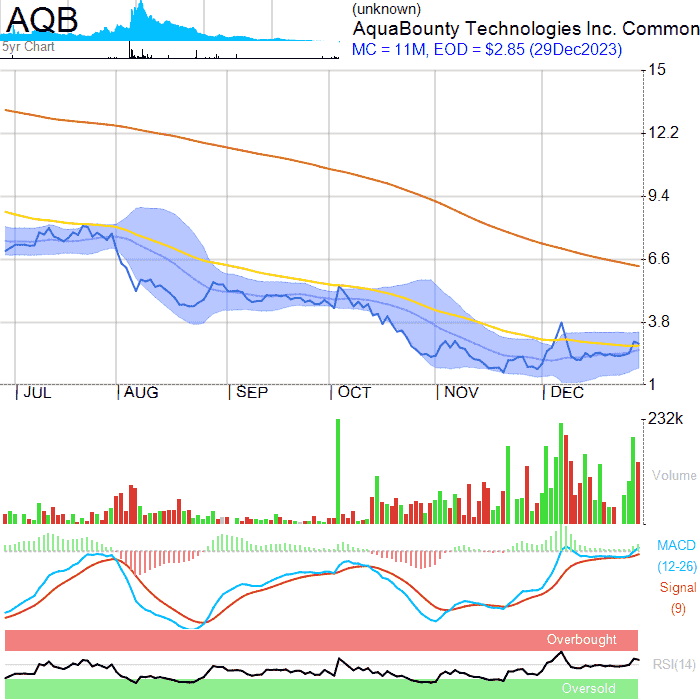 AQB
5yr Chart
(unknown)
AquaBounty Technologies Inc. Common
MC = 11M, EOD = $2.85 (29Dec2023)
15
12.2
9.4
6.6
3.8
1
JUL AUG SEP OCT NOV DEC
232k
Volume
MACD
(12-26)
Signal
(9)
Overbought
RSI(14)
Oversold